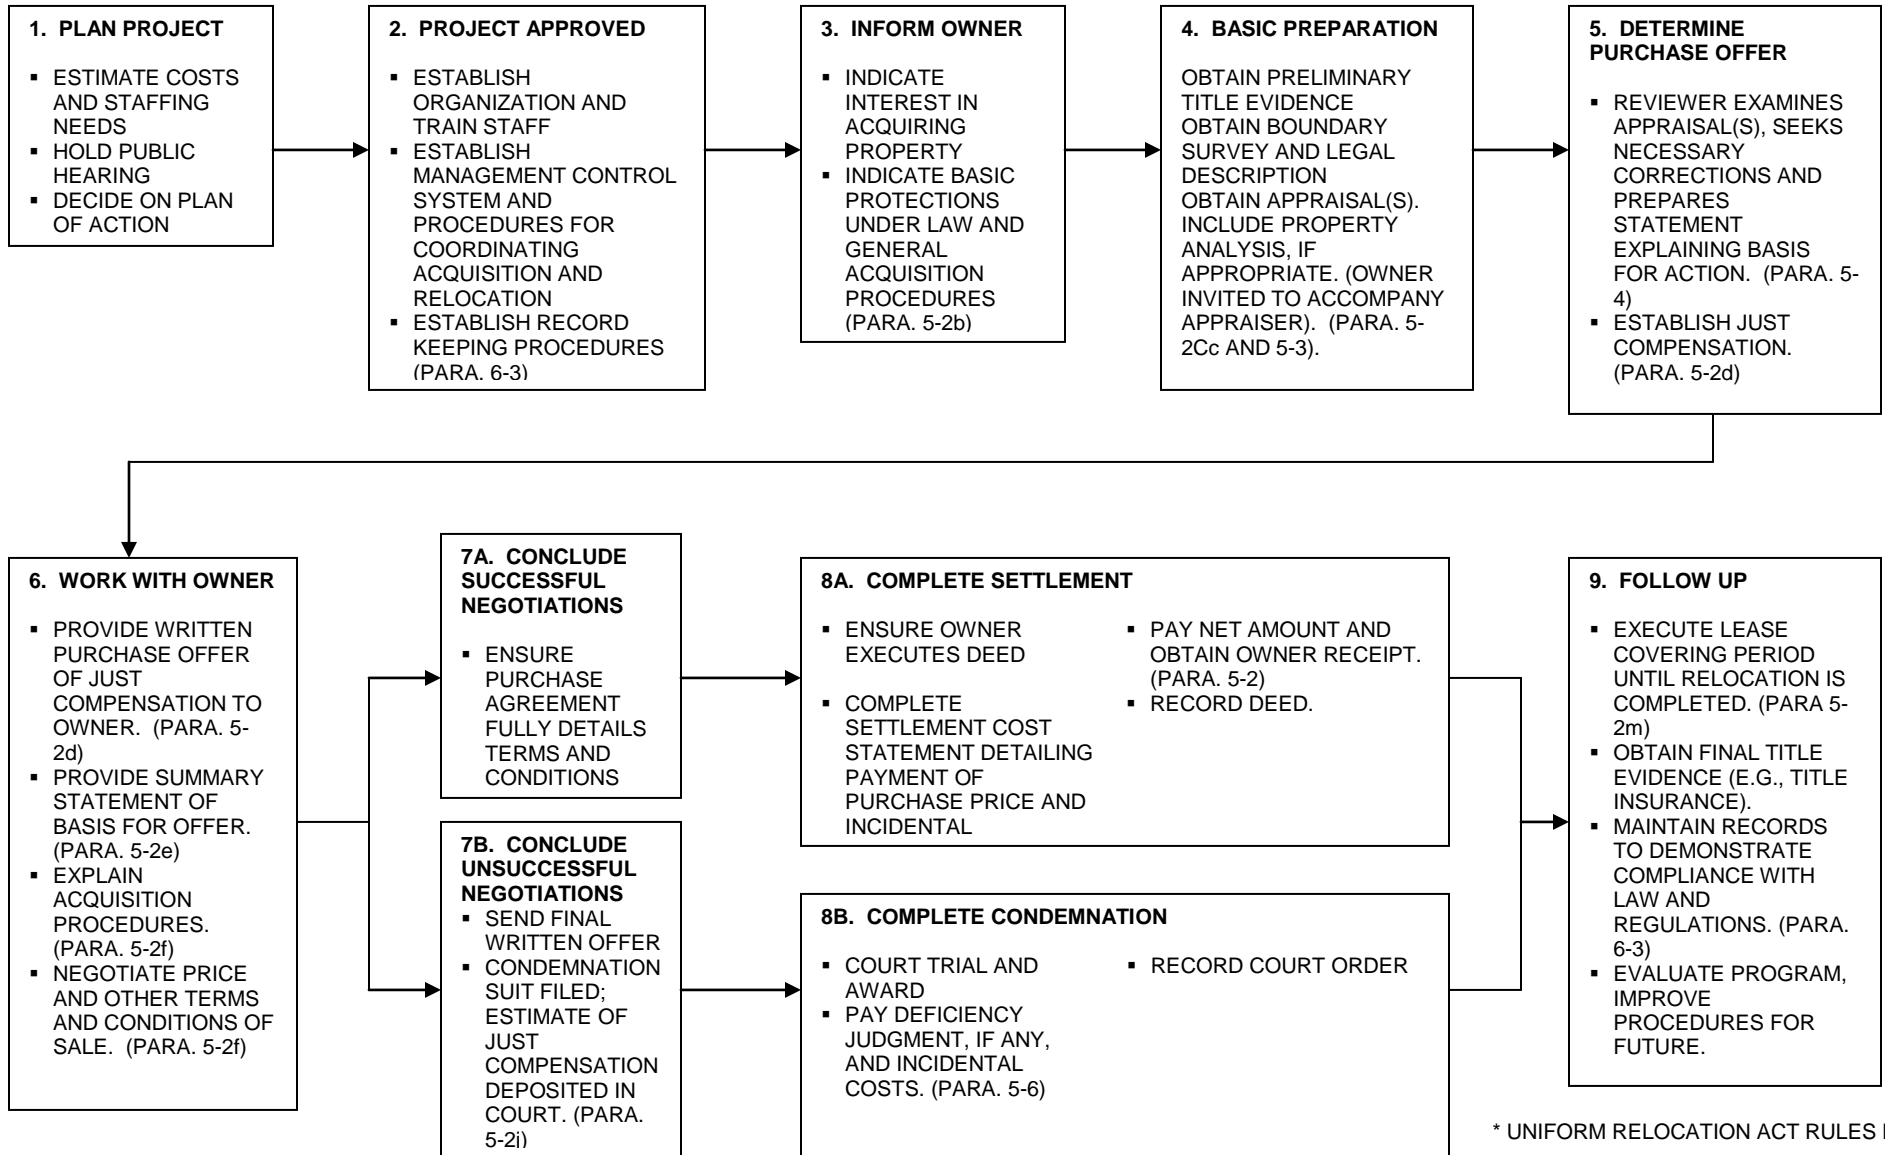 1. PLAN PROJECT
▪ ESTIMATE COSTS
AND STAFFING
NEEDS
▪ HOLD PUBLIC
HEARING
▪ DECIDE ON PLAN
OF ACTION
2. PROJECT APPROVED
▪ ESTABLISH
ORGANIZATION AND
TRAIN STAFF
▪ ESTABLISH
MANAGEMENT CONTROL
SYSTEM AND
PROCEDURES FOR
COORDINATING
ACQUISITION AND
RELOCATION
▪ ESTABLISH RECORD
KEEPING PROCEDURES
(PARA. 6-3)
3. INFORM OWNER
▪ INDICATE
INTEREST IN
ACQUIRING
PROPERTY
▪ INDICATE BASIC
PROTECTIONS
UNDER LAW AND
GENERAL
ACQUISITION
PROCEDURES
(PARA. 5-2b)
4. BASIC PREPARATION
OBTAIN PRELIMINARY
TITLE EVIDENCE
OBTAIN BOUNDARY
SURVEY AND LEGAL
DESCRIPTION
OBTAIN APPRAISAL(S).
INCLUDE PROPERTY
ANALYSIS, IF
APPROPRIATE. (OWNER
INVITED TO ACCOMPANY
APPRAISER). (PARA. 5-
2Cc AND 5-3).
5. DETERMINE
PURCHASE OFFER
▪ REVIEWER EXAMINES
APPRAISAL(S), SEEKS
NECESSARY
CORRECTIONS AND
PREPARES
STATEMENT
EXPLAINING BASIS
FOR ACTION. (PARA. 5-
4)
▪ ESTABLISH JUST
COMPENSATION.
(PARA. 5-2d)
6. WORK WITH OWNER
▪ PROVIDE WRITTEN
PURCHASE OFFER
OF JUST
COMPENSATION TO
OWNER. (PARA. 5-
2d)
▪ PROVIDE SUMMARY
STATEMENT OF
BASIS FOR OFFER.
(PARA. 5-2e)
▪ EXPLAIN
ACQUISITION
PROCEDURES.
(PARA. 5-2f)
▪ NEGOTIATE PRICE
AND OTHER TERMS
AND CONDITIONS OF
SALE. (PARA. 5-2f)
7A. CONCLUDE
SUCCESSFUL
NEGOTIATIONS
▪ ENSURE
PURCHASE
AGREEMENT
FULLY DETAILS
TERMS AND
CONDITIONS
7B. CONCLUDE
UNSUCCESSFUL
NEGOTIATIONS
▪ SEND FINAL
WRITTEN OFFER
▪ CONDEMNATION
SUIT FILED;
ESTIMATE OF
JUST
COMPENSATION
DEPOSITED IN
COURT. (PARA.
8A. COMPLETE SETTLEMENT
▪ ENSURE OWNER
EXECUTES DEED
▪ COMPLETE
SETTLEMENT COST
STATEMENT DETAILING
PAYMENT OF
PURCHASE PRICE AND
INCIDENTAL
▪ PAY NET AMOUNT AND
OBTAIN OWNER RECEIPT.
(PARA. 5-2)
▪ RECORD DEED.
8B. COMPLETE CONDEMNATION
▪ COURT TRIAL AND
AWARD
▪ PAY DEFICIENCY
JUDGMENT, IF ANY,
AND INCIDENTAL
COSTS. (PARA. 5-6)
▪ RECORD COURT ORDER
9. FOLLOW UP
▪ EXECUTE LEASE
COVERING PERIOD
UNTIL RELOCATION IS
COMPLETED. (PARA 5-
2m)
▪ OBTAIN FINAL TITLE
EVIDENCE (E.G., TITLE
INSURANCE).
▪ MAINTAIN RECORDS
TO DEMONSTRATE
COMPLIANCE WITH
LAW AND
REGULATIONS. (PARA.
6-3)
▪ EVALUATE PROGRAM,
IMPROVE
PROCEDURES FOR
FUTURE.
* UNIFORM RELOCATION ACT RULES